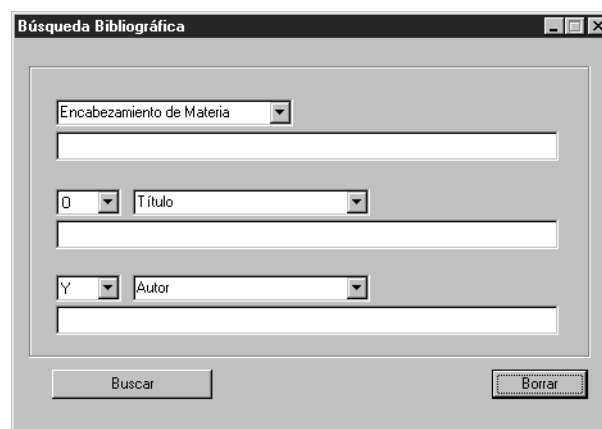 Búsqueda Bibliográfica
Encabezamiento de Materia
O Título
Y Autor
Buscar Borrar